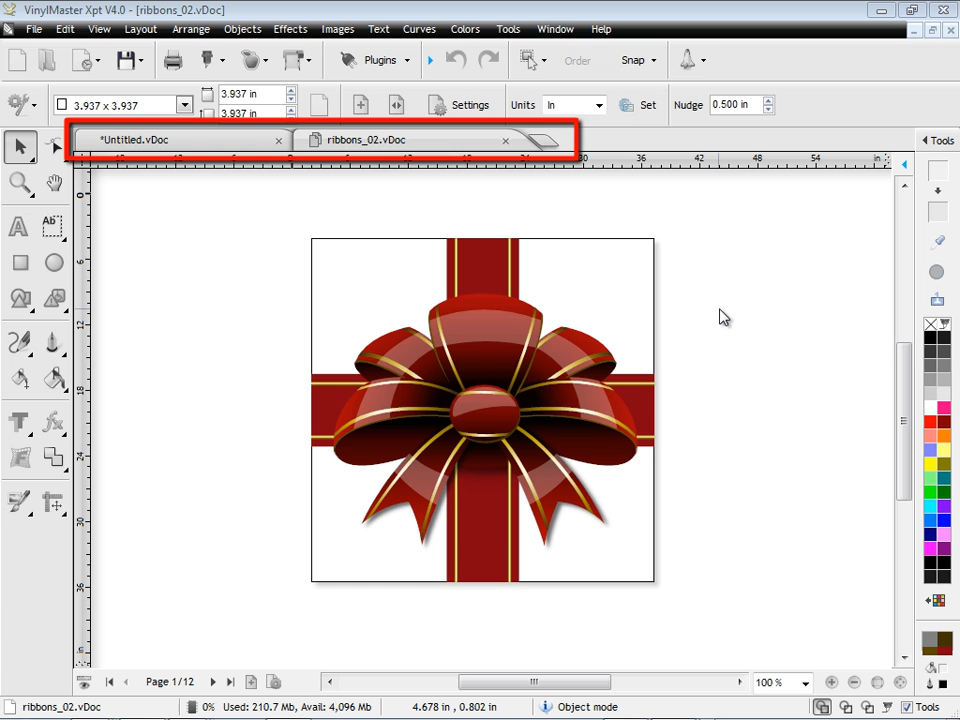 VinylMaster Xpt V4.0 - [ribbons_02.vDoc]
File Edit View Layout Arrange Objects Effects Images Text Curves Colors Tools Window Help
Plugins Order Snap
3.937 x 3.937 3.937 in Settings Units In Set Nudge 0.500 in
3.937 in
*Untitled.vDoc ribbons_02.vDoc Tools
30 36 42 48 54 in
A Ab
0
6
12
18
24
30
36
in
Page 1/12 100 %
ribbons_02.vDoc 0% Used: 210.7 Mb, Avail: 4,096 Mb 4.678 in , 0.802 in Object mode Tools